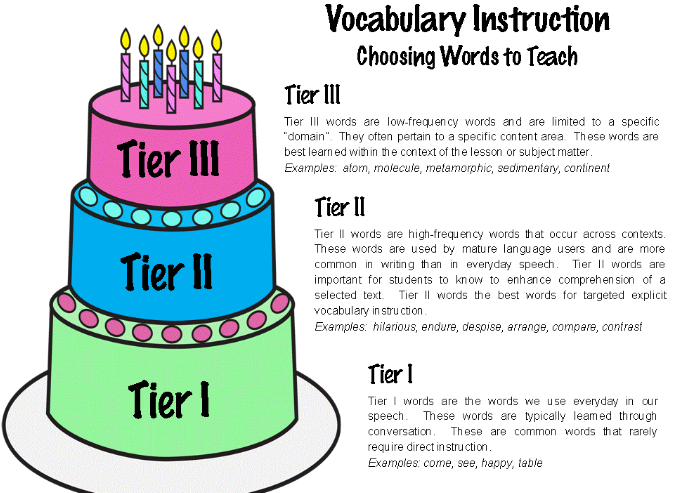 Vocabulary Instruction
Choosing Words to Teach
Tier III
Tier III words are low-frequency words and are limited to a specific
"domain". They often pertain to a specific content area. These words are
best learned within the context of the lesson or subject matter.
Examples: atom, molecule, metamorphic, sedimentary, continent
Tier II
Tier II words are high-frequency words that occur across contexts.
These words are used by mature language users and are more
common in writing than in everyday speech. Tier II words are
important for students to know to enhance comprehension of a
selected text. Tier II words the best words for targeted explicit
vocabulary instruction.
Examples: hilarious, endure, despise, arrange, compare, contrast
Tier I
Tier I words are the words we use everyday in our
speech. These words are typically learned through
conversation. These are common words that rarely
require direct instruction.
Examples: come, see, happy, table
Tier III
Tier II
Tier I